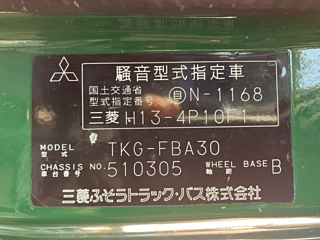 騒音型式指定車
国土交通省
型式指定番号 自N-1168
三菱 H13-4P10F1
MODEL
型式 TKG-FBA30
CHASSIS NO.
車台番号 510305
WHEEL BASE
軸距 B
三菱ふそうトラック・バス株式会社